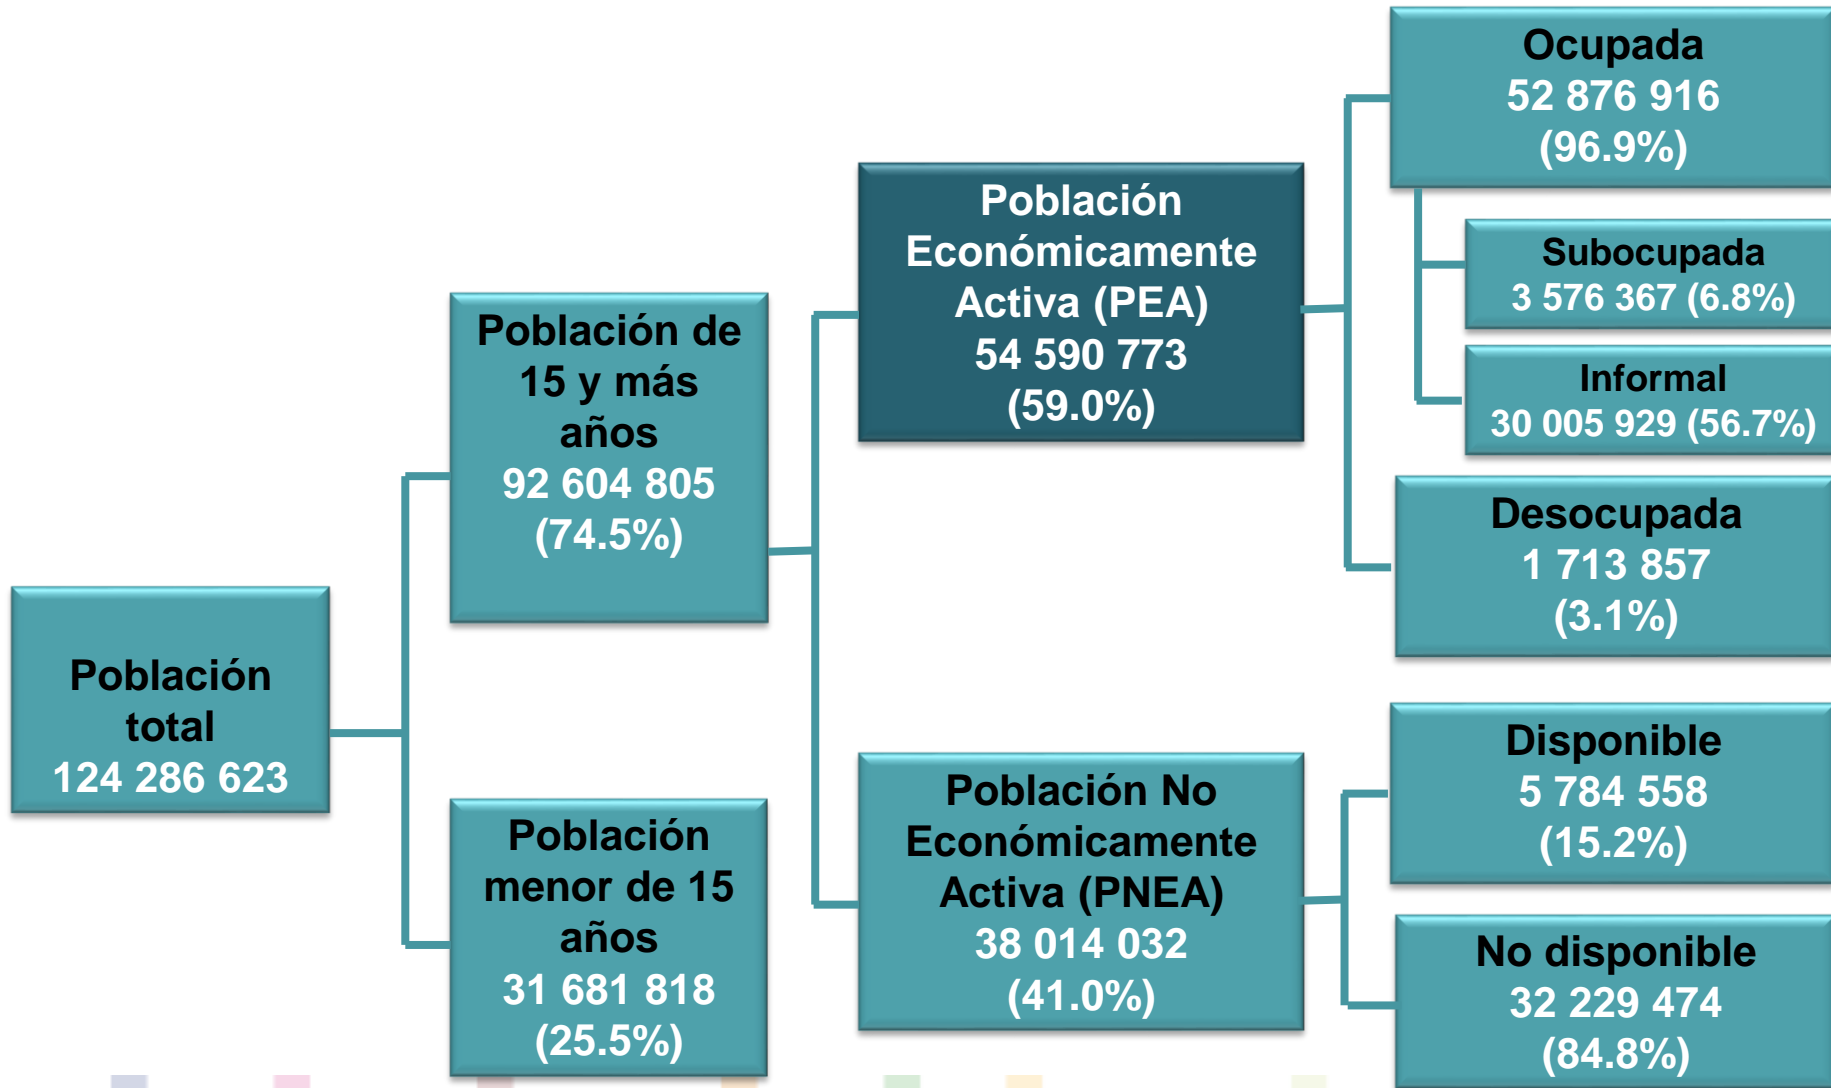 Población
total
124 286 623
Población de
15 y más
años
92 604 805
(74.5%)
Población
menor de 15
años
31 681 818
(25.5%)
Población
Económicamente
Activa (PEA)
54 590 773
(59.0%)
Población No
Económicamente
Activa (PNEA)
38 014 032
(41.0%)
Ocupada
52 876 916
(96.9%)
Subocupada
3 576 367 (6.8%)
Informal
30 005 929 (56.7%)
Desocupada
1 713 857
(3.1%)
Disponible
5 784 558
(15.2%)
No disponible
32 229 474
(84.8%)